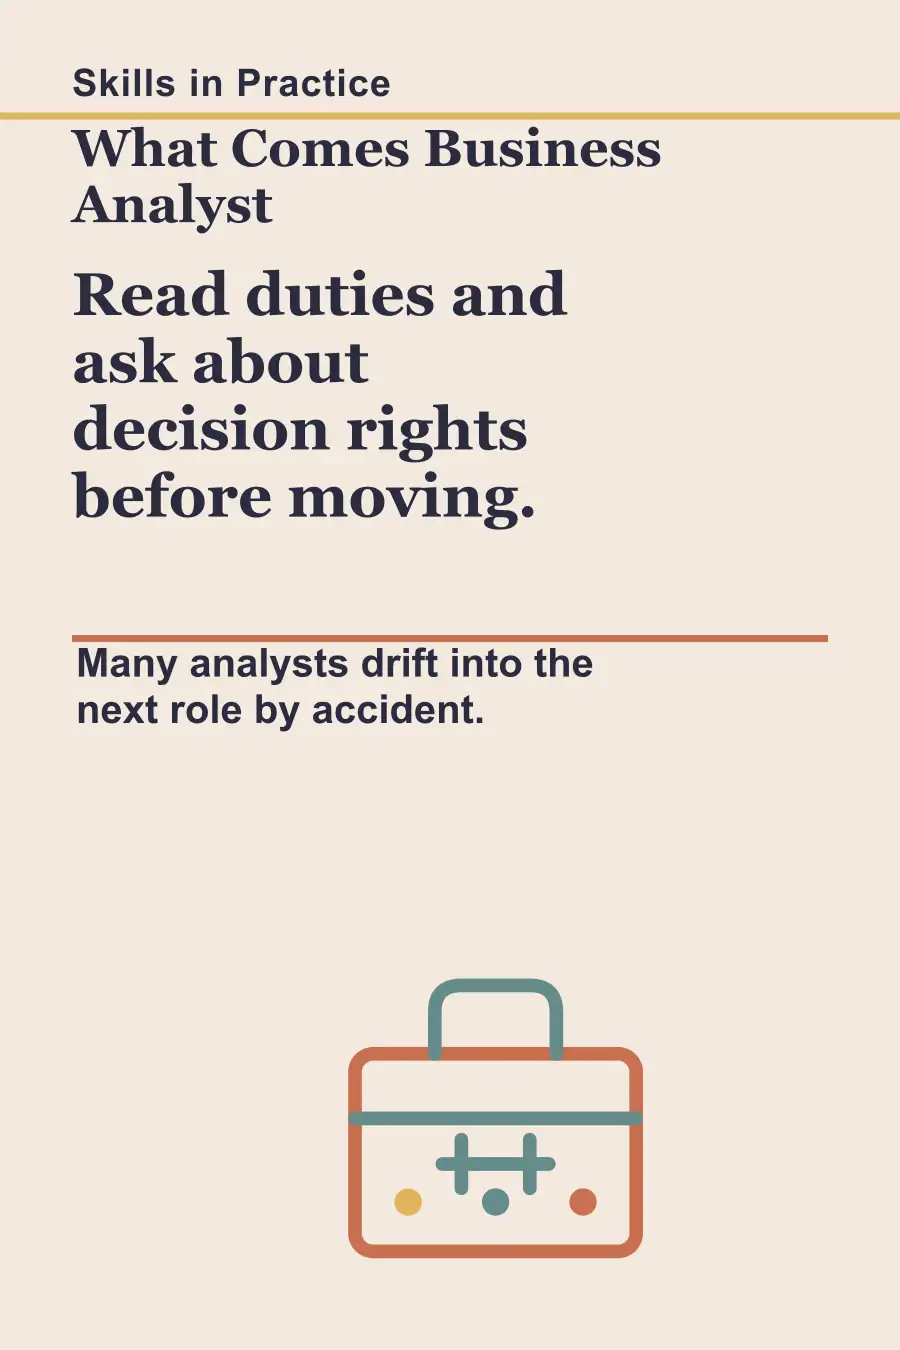 Skills in Practice
What Comes Business
Analyst
Read duties and
ask about
decision rights
before moving.
Many analysts drift into the
next role by accident.